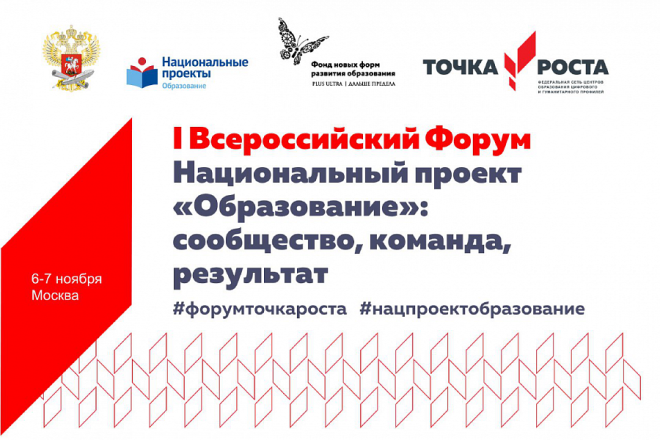 Национальные
проекты
Образование
Фонд новых форм
развития образования
PLUS ULTRA | ДАЛЬШЕ ПРЕДЕЛА
ТОЧКА РОСТА
ФЕДЕРАЛЬНАЯ СЕТЬ ЦЕНТРОВ
ОБРАЗОВАНИЯ ЦИФРОВОГО
И ГУМАНИТАРНОГО ПРОФИЛЕЙ
I Всероссийский Форум
Национальный проект
«Образование»:
сообщество, команда,
результат
6-7 ноября
Москва
#форумточкароста #нацпроектобразование